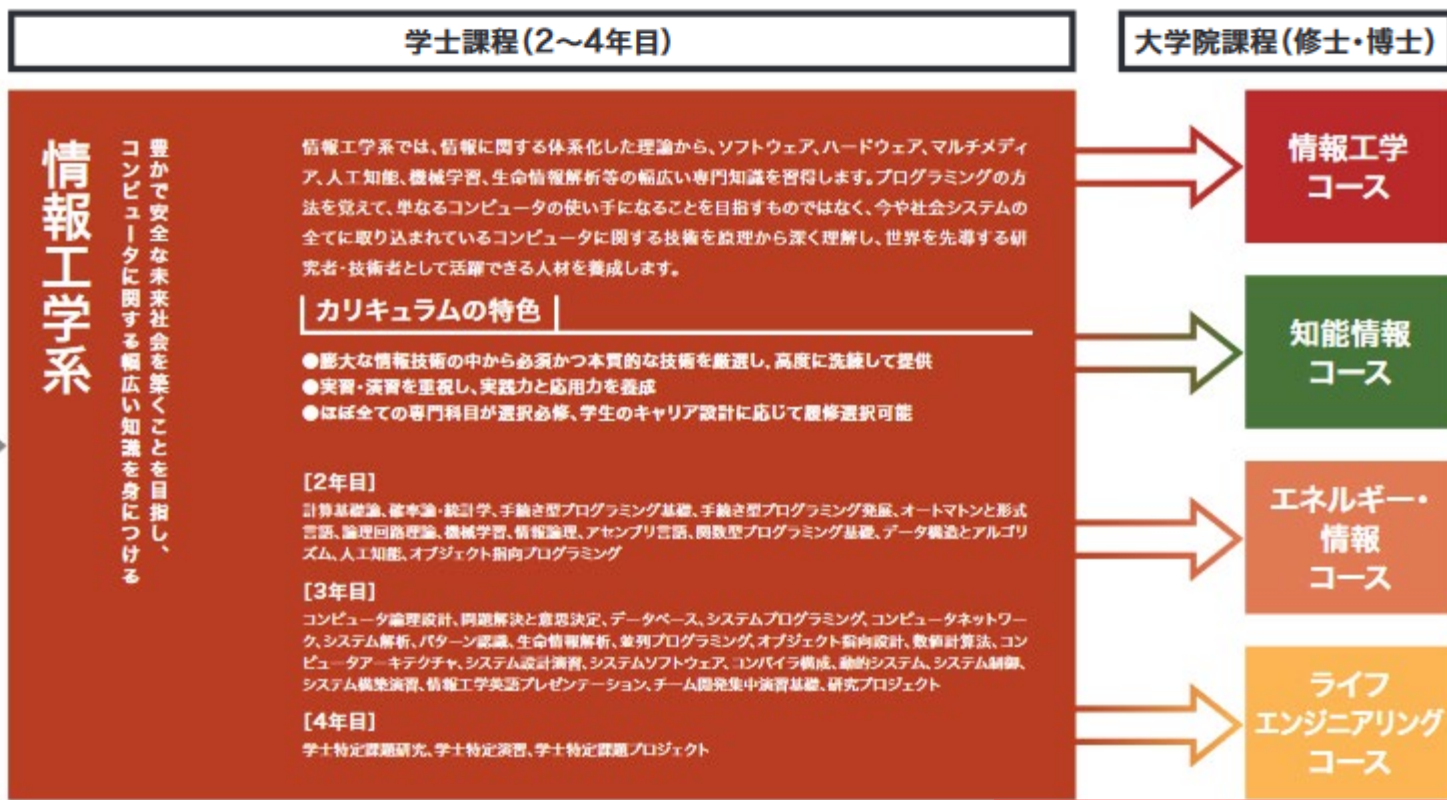 学士課程（2～4年目）
大学院課程（修士・博士）
情報工学系
豊かで安全な未来社会を築くことを目指し、
コンピュータに関する幅広い知識を身につける
情報工学系では、情報に関する体系化した理論から、ソフトウェア、ハードウェア、マルチメディ
ア、人工知能、機械学習、生命情報解析等の幅広い専門知識を習得します。プログラミングの方
法を覚えて、単なるコンピュータの使い手になることを目指すものではなく、今や社会システムの
全てに取り込まれているコンピュータに関する技術を原理から深く理解し、世界を先導する研
究者・技術者として活躍できる人材を養成します。
カリキュラムの特色
●膨大な情報技術の中から必須かつ本質的な技術を厳選し、高度に洗練して提供
●実習・演習を重視し、実践力と応用力を養成
●ほぼ全ての専門科目が選択必修、学生のキャリア設計に応じて履修選択可能
［2年目］
計算基礎論、確率論・統計学、手続き型プログラミング基礎、手続き型プログラミング発展、オートマトンと形式
言語、論理回路理論、機械学習、情報論理、アセンブリ言語、関数型プログラミング基礎、データ構造とアルゴリ
ズム、人工知能、オブジェクト指向プログラミング
［3年目］
コンピュータ論理設計、問題解決と意思決定、データベース、システムプログラミング、コンピュータネットワー
ク、システム解析、パターン認識、生命情報解析、並列プログラミング、オブジェクト指向設計、数値計算法、コン
ピュータアーキテクチャ、システム設計演習、システムソフトウェア、コンパイラ構成、動的システム、システム制御、
システム構築演習、情報工学英語プレゼンテーション、チーム開発集中演習基礎、研究プロジェクト
［4年目］
学士特定課題研究、学士特定演習、学士特定課題プロジェクト
情報工学
コース
知能情報
コース
エネルギー・
情報
コース
ライフ
エンジニアリング
コース